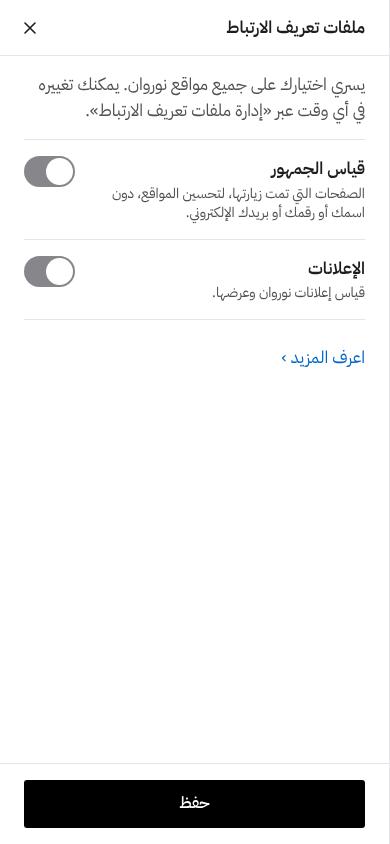 ملفات تعريف الارتباط
يسري اختيارك على جميع مواقع نوروان. يمكنك تغييره
في أي وقت عبر «إدارة ملفات تعريف الارتباط».
قياس الجمهور
الصفحات التي تمت زيارتها، لتحسين المواقع، دون
اسمك أو رقمك أو بريدك الإلكتروني.
الإعلانات
قياس إعلانات نوروان وعرضها.
اعرف المزيد ›
حفظ